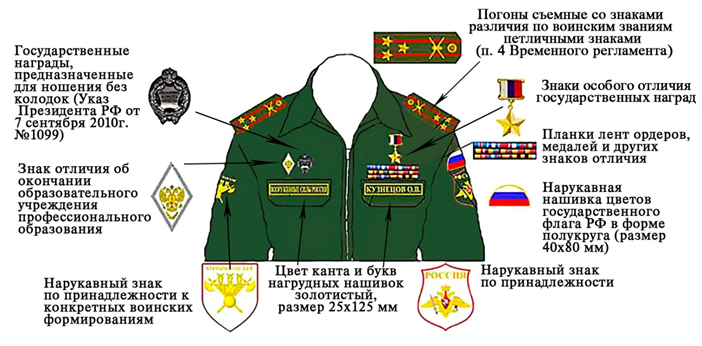 Погоны съемные со знаками
различия по воинским званиям
петличными знаками
(п. 4 Временного регламента)
Государственные
награды,
предназначенные
для ношения без
колодок (Указ
Президента РФ от
7 сентября 2010г.
№1099)
Знаки особого отличия
государственных наград
Планки лент орденов,
медалей и других
знаков отличия
Знак отличия об
окончании
образовательного
учреждения
профессионального
образования
ВООРУЖЕННЫЕ СИЛЫ РОССИИ
КУЗНЕЦОВ О.В.
Нарукавная
нашивка цветов
государственного
флага РФ в форме
полукруга (размер
40х80 мм)
Нарукавный знак
по принадлежности к
конкретных воинских
формированиям
Цвет канта и букв
нагрудных нашивок
золотистый,
размер 25х125 мм
РОССИЯ
Нарукавный знак
по принадлежности